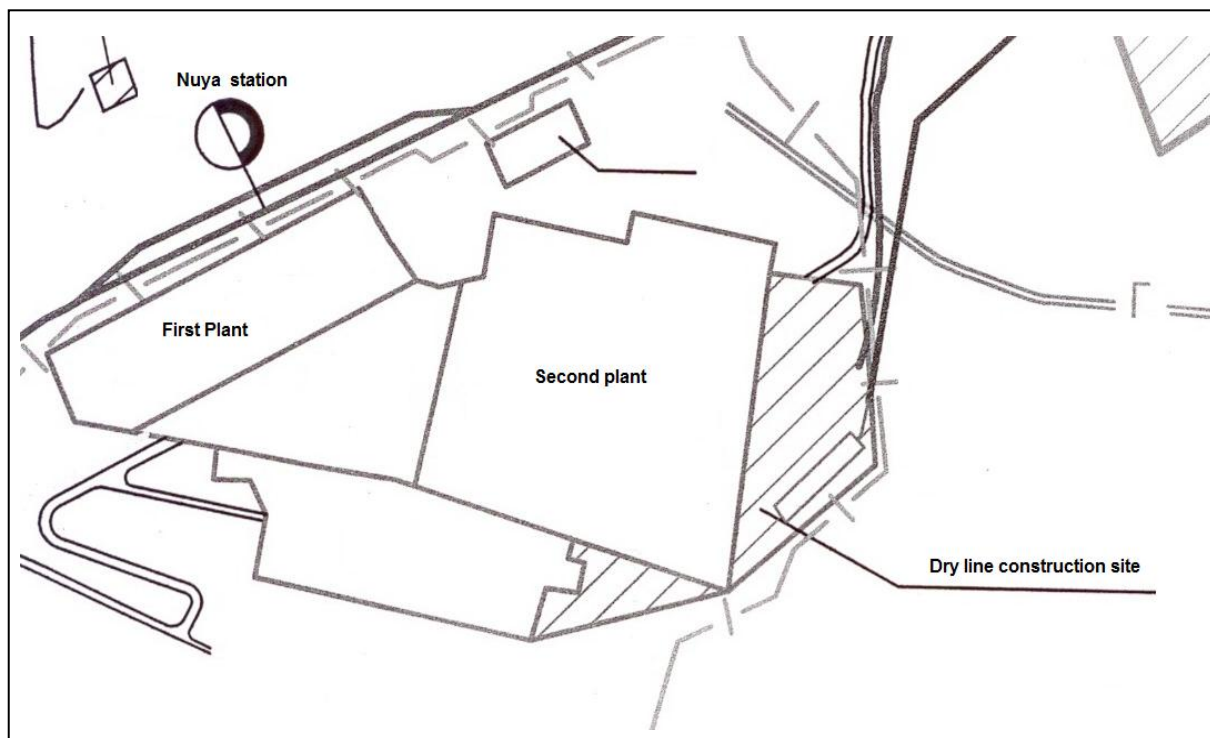 Nuya station
First Plant
Second plant
Dry line construction site